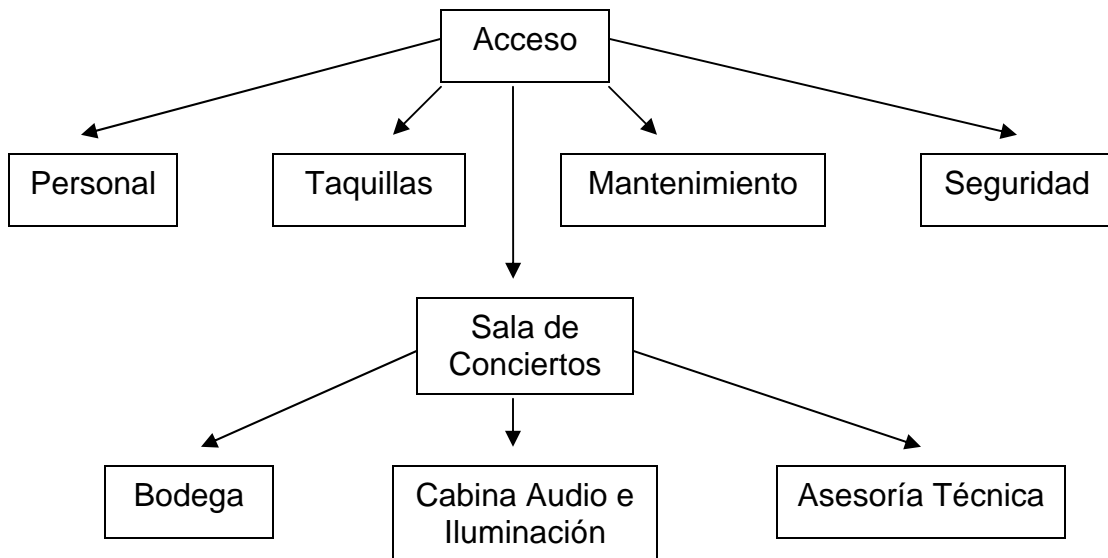 Acceso
Personal
Taquillas
Mantenimiento
Seguridad
Sala de
Conciertos
Bodega
Cabina Audio e
Iluminación
Asesoría Técnica